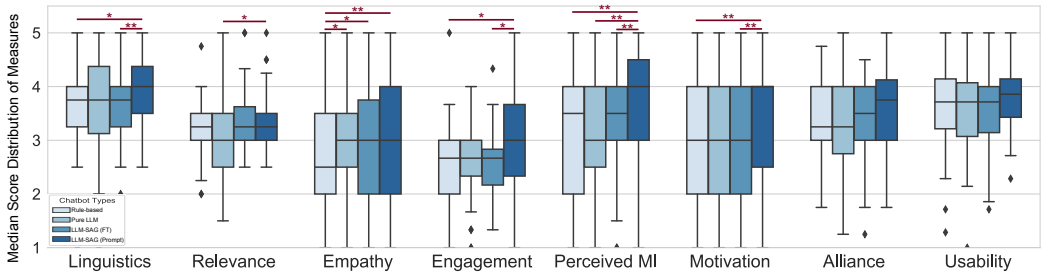 Median Score Distribution of Measures
5
4
3
2
1
* ** * ** * * * * ** ** ** ** **
Chatbot Types
Rule-based
Pure LLM
LLM-SAG (FT)
LLM-SAG (Prompt)
Linguistics Relevance Empathy Engagement Perceived MI Motivation Alliance Usability